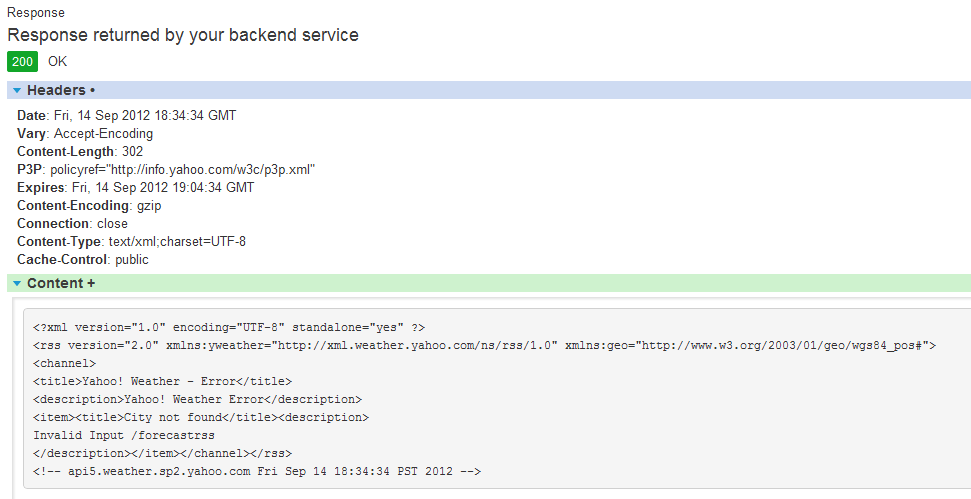 Response
Response returned by your backend service
200 OK
Headers •
Date: Fri, 14 Sep 2012 18:34:34 GMT
Vary: Accept-Encoding
Content-Length: 302
P3P: policyref="http://info.yahoo.com/w3c/p3p.xml"
Expires: Fri, 14 Sep 2012 19:04:34 GMT
Content-Encoding: gzip
Connection: close
Content-Type: text/xml;charset=UTF-8
Cache-Control: public
Content +
<?xml version="1.0" encoding="UTF-8" standalone="yes" ?>
<rss version="2.0" xmlns:yweather="http://xml.weather.yahoo.com/ns/rss/1.0" xmlns:geo="http://www.w3.org/2003/01/geo/wgs84_pos#">
<channel>
<title>Yahoo! Weather - Error</title>
<description>Yahoo! Weather Error</description>
<item><title>City not found</title><description>
Invalid Input /forecastrss
</description></item></channel></rss>
<!-- api5.weather.sp2.yahoo.com Fri Sep 14 18:34:34 PST 2012 -->